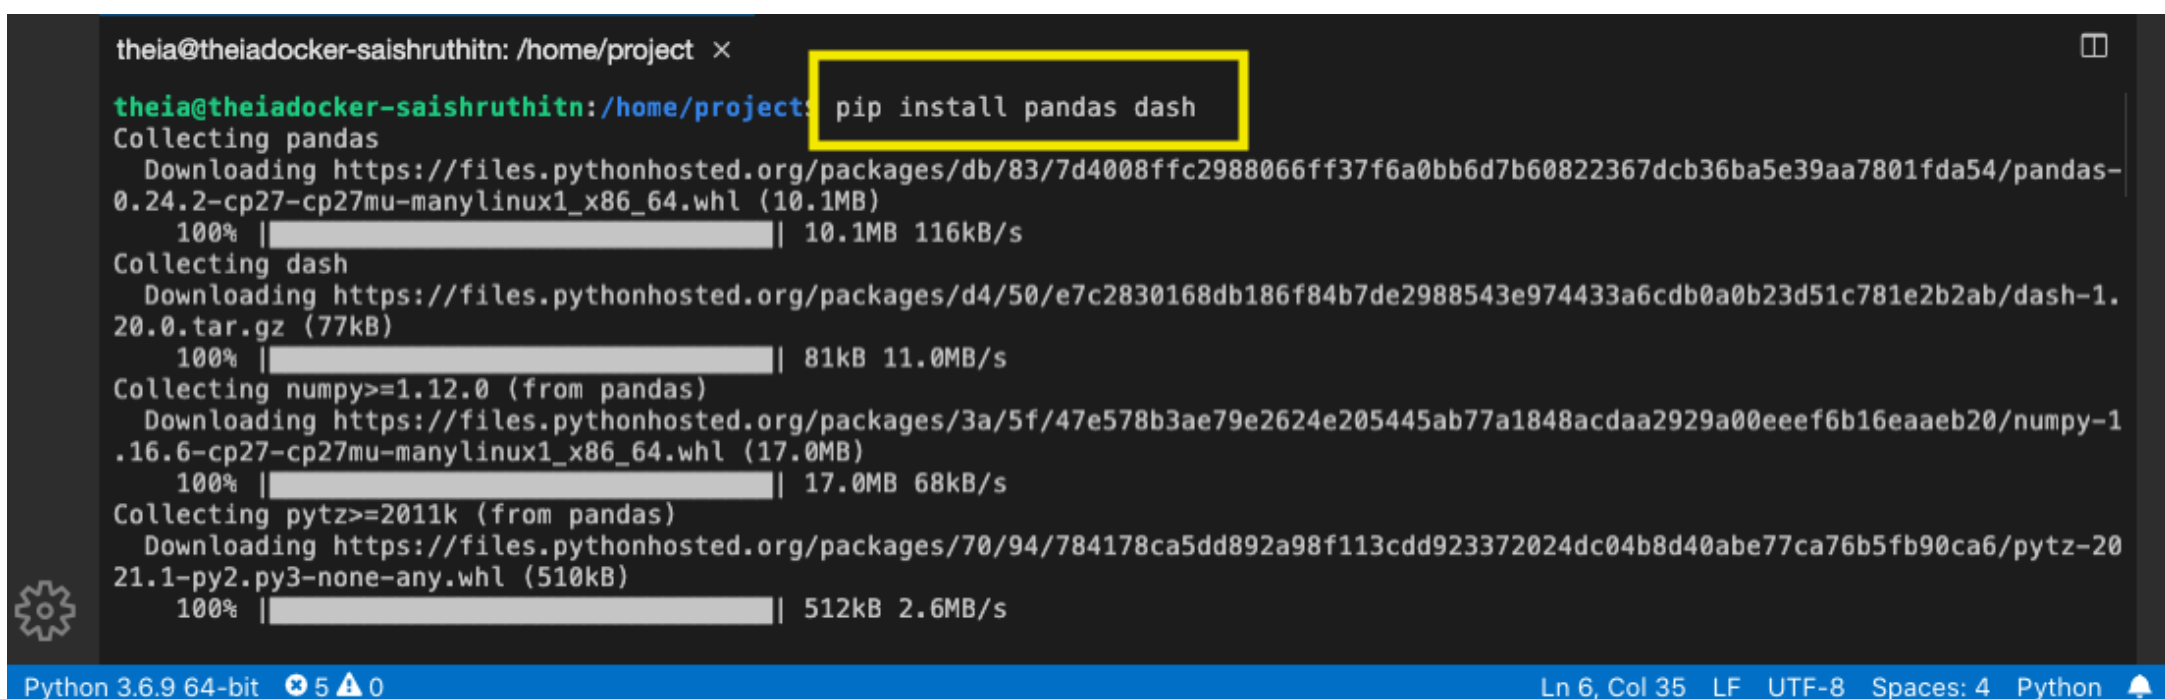 theia@theiadocker-saishruthitn: /home/project ×
theia@theiadocker-saishruthitn:/home/project$ pip install pandas dash
Collecting pandas
  Downloading https://files.pythonhosted.org/packages/db/83/7d4008ffc2988066ff37f6a0bb6d7b60822367dcb36ba5e39aa7801fda54/pandas-
0.24.2-cp27-cp27mu-manylinux1_x86_64.whl (10.1MB)
    100% || 10.1MB 116kB/s
Collecting dash
  Downloading https://files.pythonhosted.org/packages/d4/50/e7c2830168db186f84b7de2988543e974433a6cdb0a0b23d51c781e2b2ab/dash-1.
20.0.tar.gz (77kB)
    100% || 81kB 11.0MB/s
Collecting numpy>=1.12.0 (from pandas)
  Downloading https://files.pythonhosted.org/packages/3a/5f/47e578b3ae79e2624e205445ab77a1848acdaa2929a00eeef6b16eaaeb20/numpy-1
.16.6-cp27-cp27mu-manylinux1_x86_64.whl (17.0MB)
    100% || 17.0MB 68kB/s
Collecting pytz>=2011k (from pandas)
  Downloading https://files.pythonhosted.org/packages/70/94/784178ca5dd892a98f113cdd923372024dc04b8d40abe77ca76b5fb90ca6/pytz-20
21.1-py2.py3-none-any.whl (510kB)
    100% || 512kB 2.6MB/s
Python 3.6.9 64-bit 5 0 Ln 6, Col 35 LF UTF-8 Spaces: 4 Python